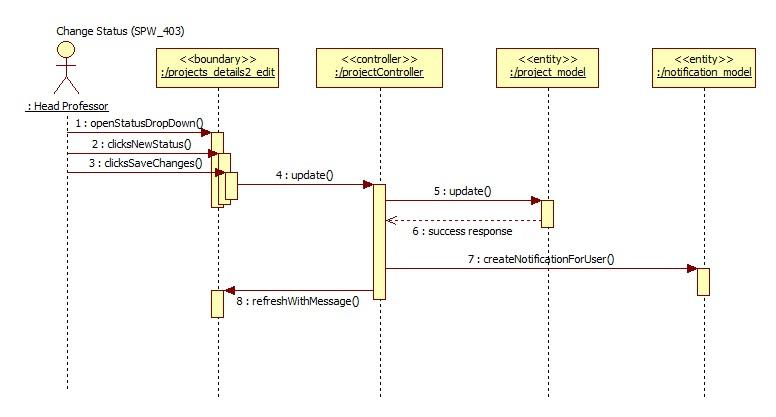 Change Status (SPW_403)
<<boundary>>
:/projects_details2_edit
<<controller>>
:/projectController
<<entity>>
:/project_model
<<entity>>
:/notification_model
: Head Professor
1 : openStatusDropDown()
2 : clicksNewStatus()
3 : clicksSaveChanges()
4 : update()
5 : update()
6 : success response
7 : createNotificationForUser()
8 : refreshWithMessage()